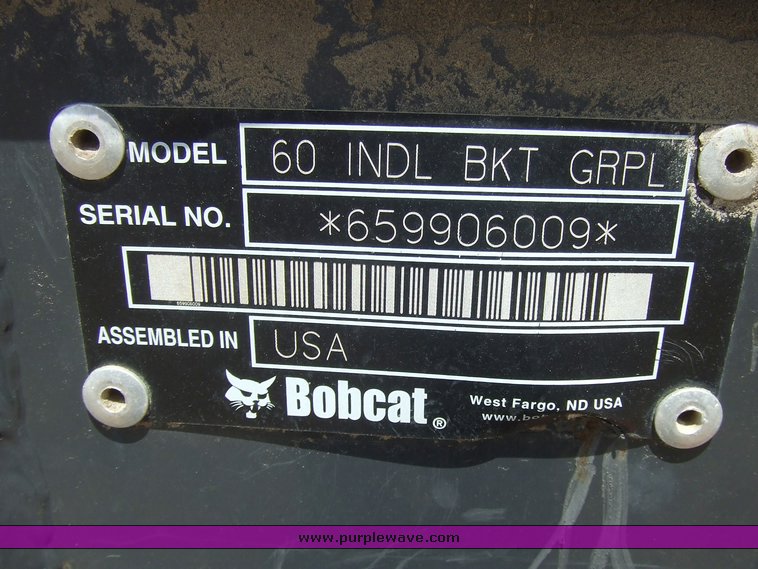 MODEL 60 INDL BKT GRPL
SERIAL NO. *659906009*
659906009
ASSEMBLED IN USA
Bobcat®
West Fargo, ND USA
www.purplewave.com